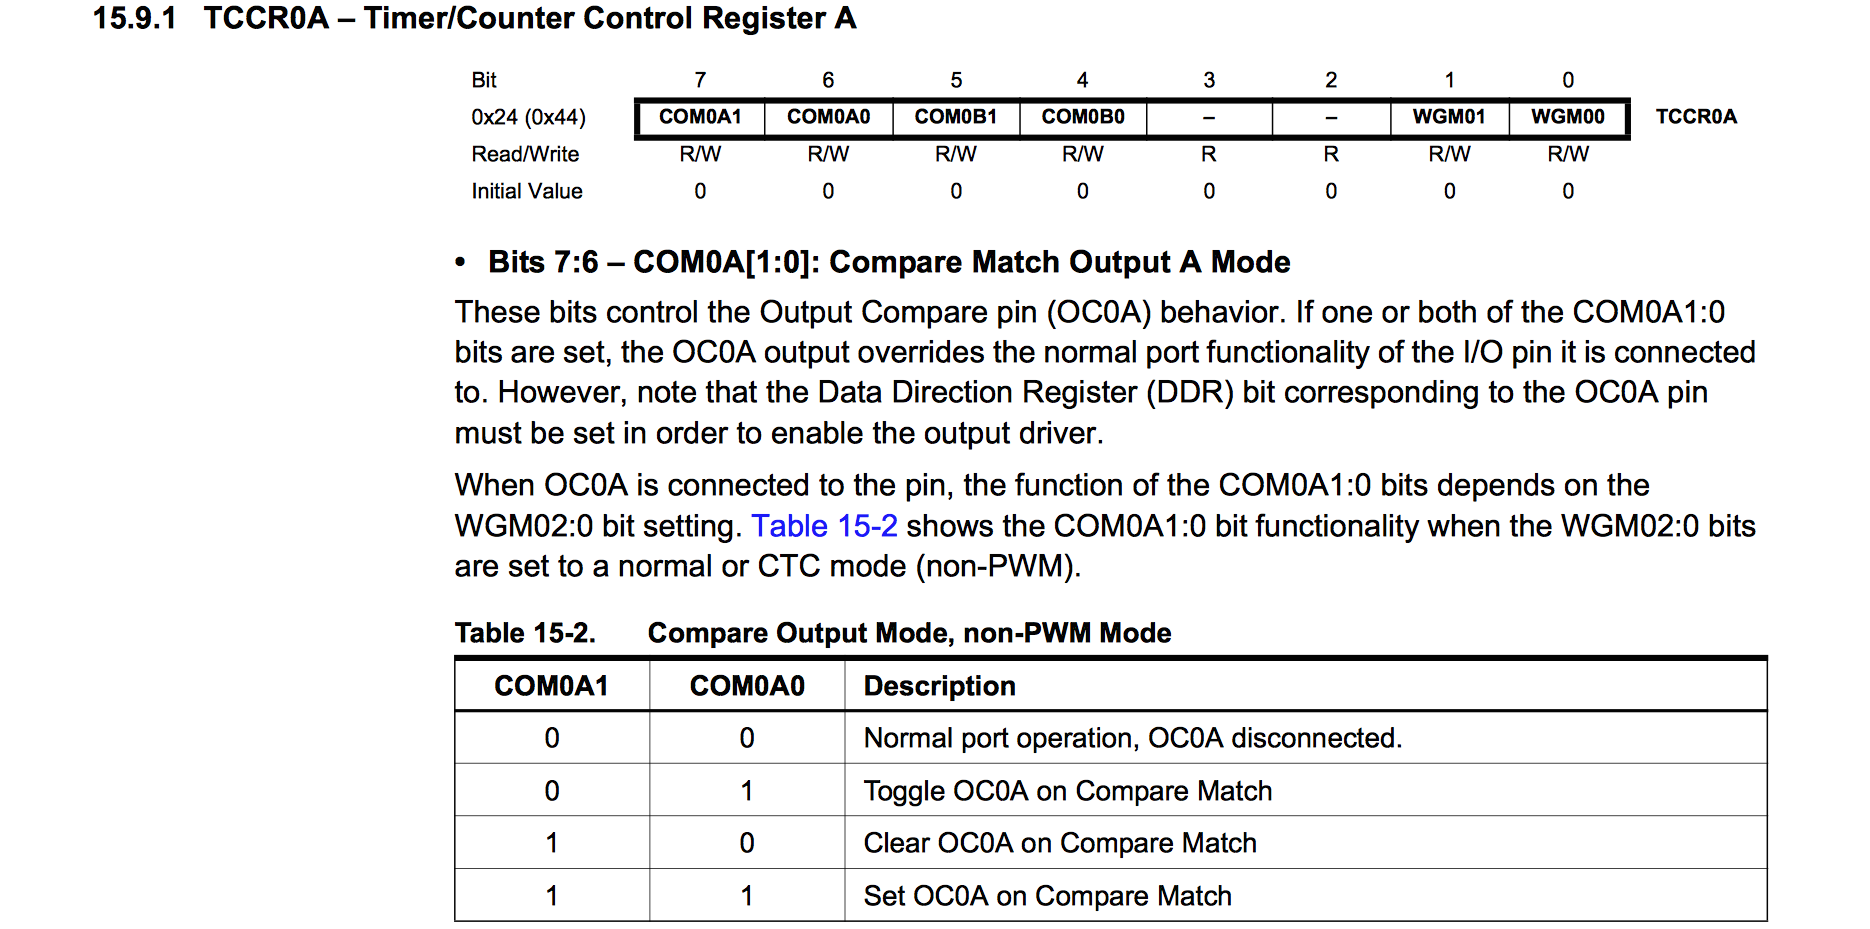 15.9.1 TCCR0A – Timer/Counter Control Register A
Bit 7 6 5 4 3 2 1 0
0x24 (0x44) COM0A1 COM0A0 COM0B1 COM0B0 – – WGM01 WGM00 TCCR0A
Read/Write R/W R/W R/W R/W R R R/W R/W
Initial Value 0 0 0 0 0 0 0 0
• Bits 7:6 – COM0A[1:0]: Compare Match Output A Mode
These bits control the Output Compare pin (OC0A) behavior. If one or both of the COM0A1:0
bits are set, the OC0A output overrides the normal port functionality of the I/O pin it is connected
to. However, note that the Data Direction Register (DDR) bit corresponding to the OC0A pin
must be set in order to enable the output driver.
When OC0A is connected to the pin, the function of the COM0A1:0 bits depends on the
WGM02:0 bit setting. Table 15-2 shows the COM0A1:0 bit functionality when the WGM02:0 bits
are set to a normal or CTC mode (non-PWM).
Table 15-2. Compare Output Mode, non-PWM Mode
COM0A1 COM0A0 Description
0 0 Normal port operation, OC0A disconnected.
0 1 Toggle OC0A on Compare Match
1 0 Clear OC0A on Compare Match
1 1 Set OC0A on Compare Match